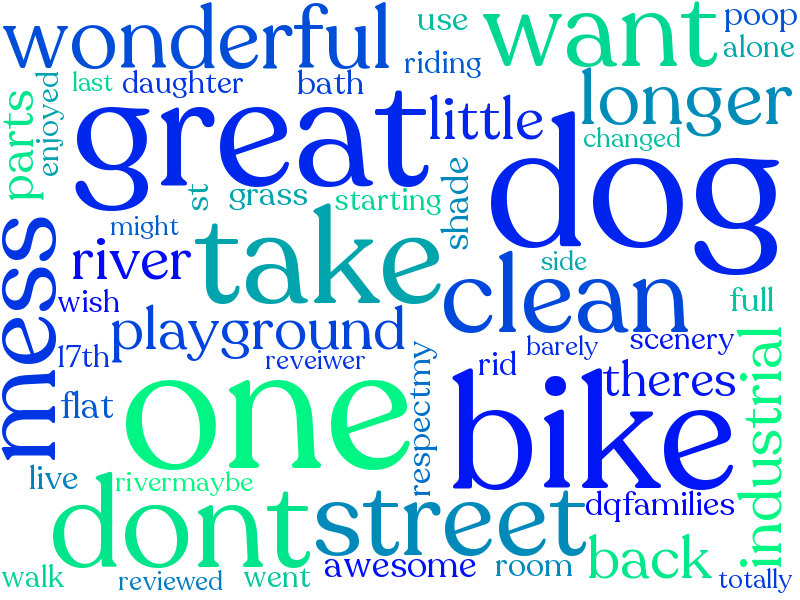 wonderful
use
want
poop
alone
last
daughter
bath
riding
longer
enjoyed
parts
great
little
changed
dog
st
grass
starting
shade
might
mess
river
take
side
clean
wish
full
playground
17th
reveiwer
barely
scenery
rid
theres
flat
one
respectmy
bike
industrial
live
rivermaybe
dont
street
dqfamilies
back
walk
reviewed
went
awesome
room
totally